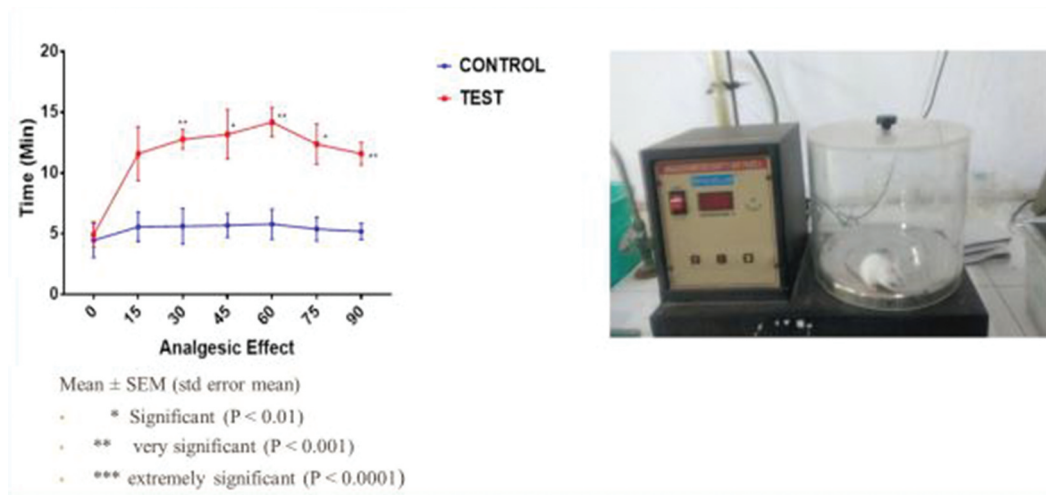 20
15
10
5
0
Time (Min)
0 15 30 45 60 75 90
Analgesic Effect
CONTROL
TEST
** * ** * **
Mean ± SEM (std error mean)
* Significant (P < 0.01)
** very significant (P < 0.001)
*** extremely significant (P < 0.0001)